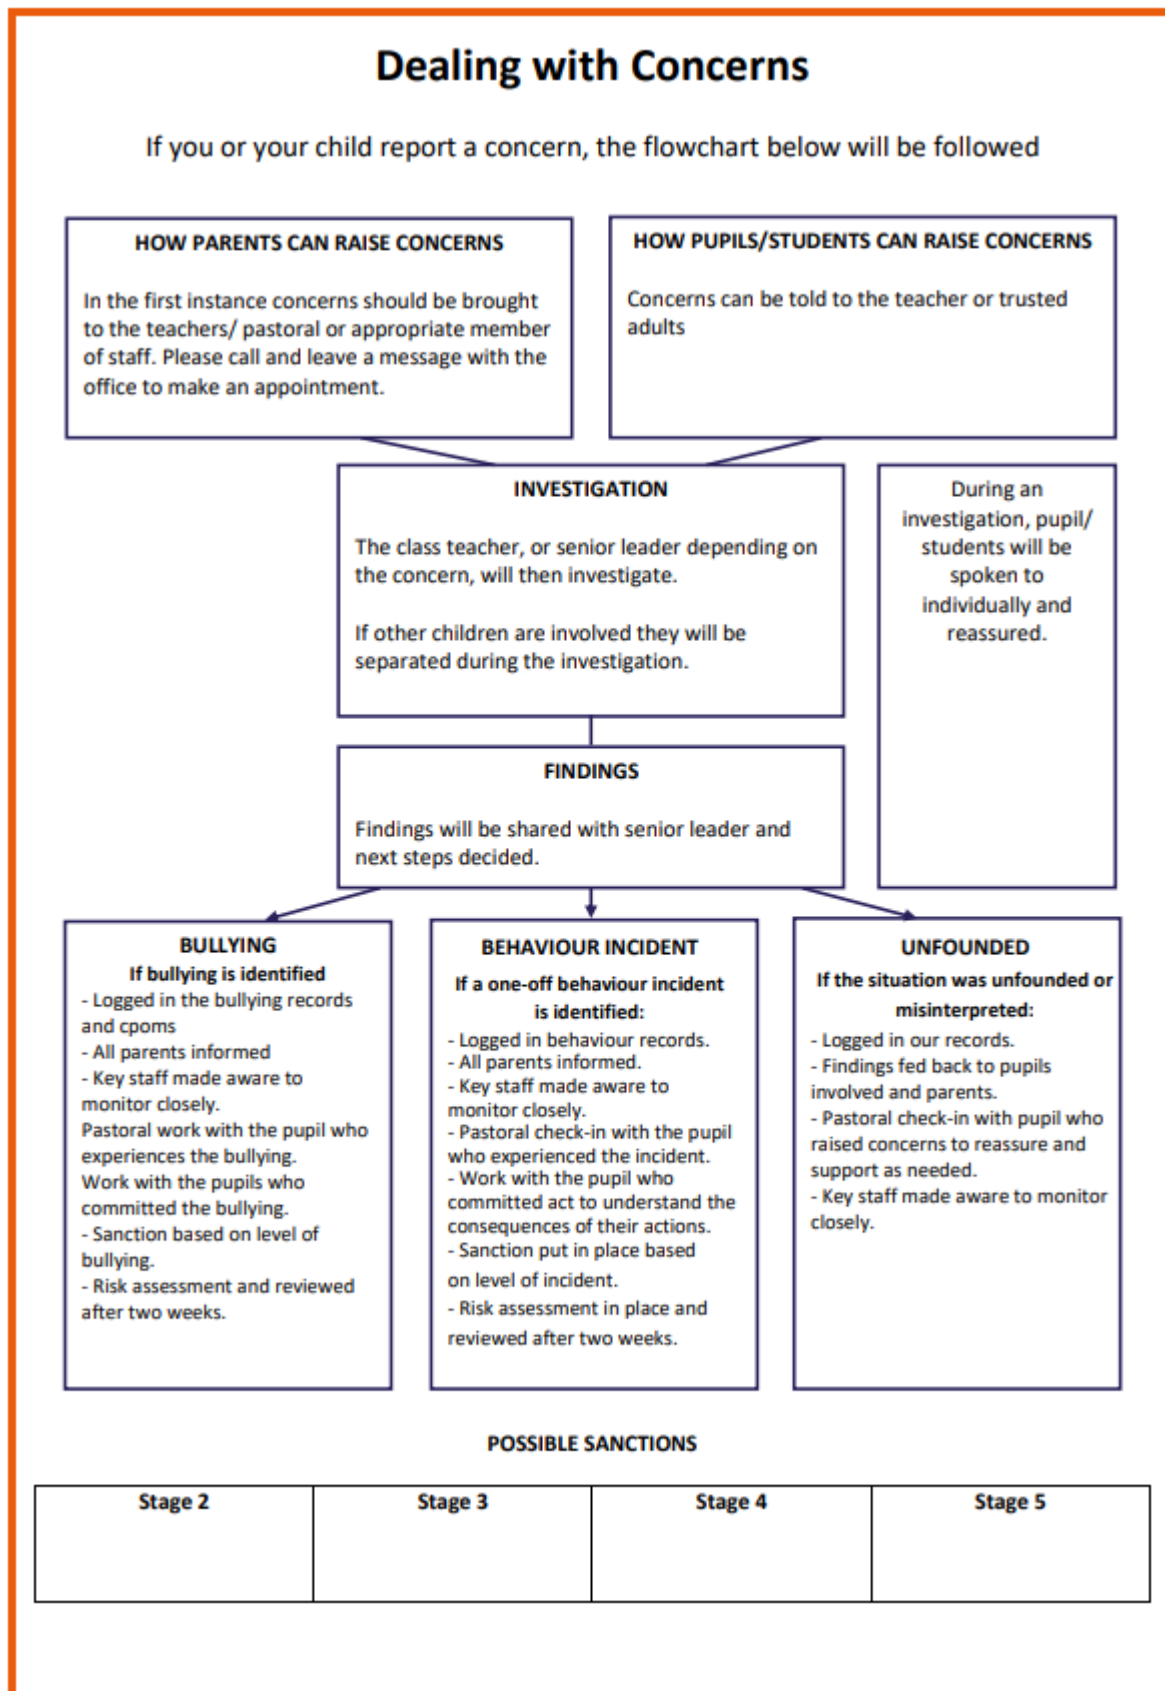 Dealing with Concerns
If you or your child report a concern, the flowchart below will be followed
HOW PARENTS CAN RAISE CONCERNS
In the first instance concerns should be brought
to the teachers/ pastoral or appropriate member
of staff. Please call and leave a message with the
office to make an appointment.
HOW PUPILS/STUDENTS CAN RAISE CONCERNS
Concerns can be told to the teacher or trusted
adults
INVESTIGATION
The class teacher, or senior leader depending on
the concern, will then investigate.
If other children are involved they will be
separated during the investigation.
During an
investigation, pupil/
students will be
spoken to
individually and
reassured.
FINDINGS
Findings will be shared with senior leader and
next steps decided.
BULLYING
If bullying is identified
- Logged in the bullying records
and cpoms
- All parents informed
- Key staff made aware to
monitor closely.
Pastoral work with the pupil who
experiences the bullying.
Work with the pupils who
committed the bullying.
- Sanction based on level of
bullying.
- Risk assessment and reviewed
after two weeks.
BEHAVIOUR INCIDENT
If a one-off behaviour incident
is identified:
- Logged in behaviour records.
- All parents informed.
- Key staff made aware to
monitor closely.
- Pastoral check-in with the pupil
who experienced the incident.
- Work with the pupil who
committed act to understand the
consequences of their actions.
- Sanction put in place based
on level of incident.
- Risk assessment in place and
reviewed after two weeks.
UNFOUNDED
If the situation was unfounded or
misinterpreted:
- Logged in our records.
- Findings fed back to pupils
involved and parents.
- Pastoral check-in with pupil who
raised concerns to reassure and
support as needed.
- Key staff made aware to monitor
closely.
POSSIBLE SANCTIONS
Stage 2
Stage 3
Stage 4
Stage 5